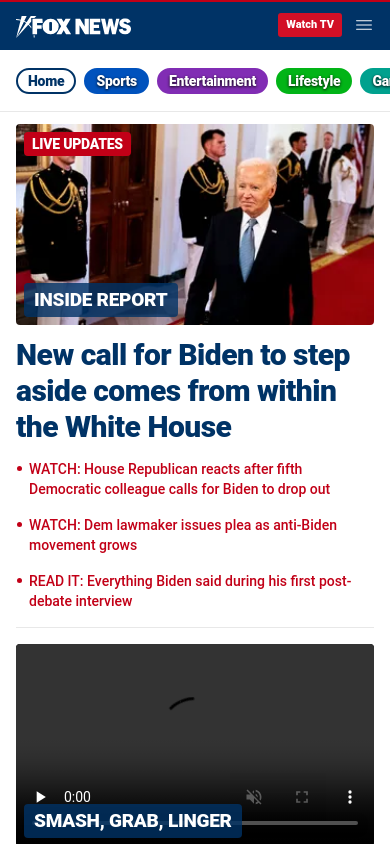 FOX NEWS
Watch TV
Home
Sports
Entertainment
Lifestyle
LIVE UPDATES
INSIDE REPORT
New call for Biden to step
aside comes from within
the White House
WATCH: House Republican reacts after fifth
Democratic colleague calls for Biden to drop out
WATCH: Dem lawmaker issues plea as anti-Biden
movement grows
READ IT: Everything Biden said during his first post-
debate interview
0:00
SMASH, GRAB, LINGER